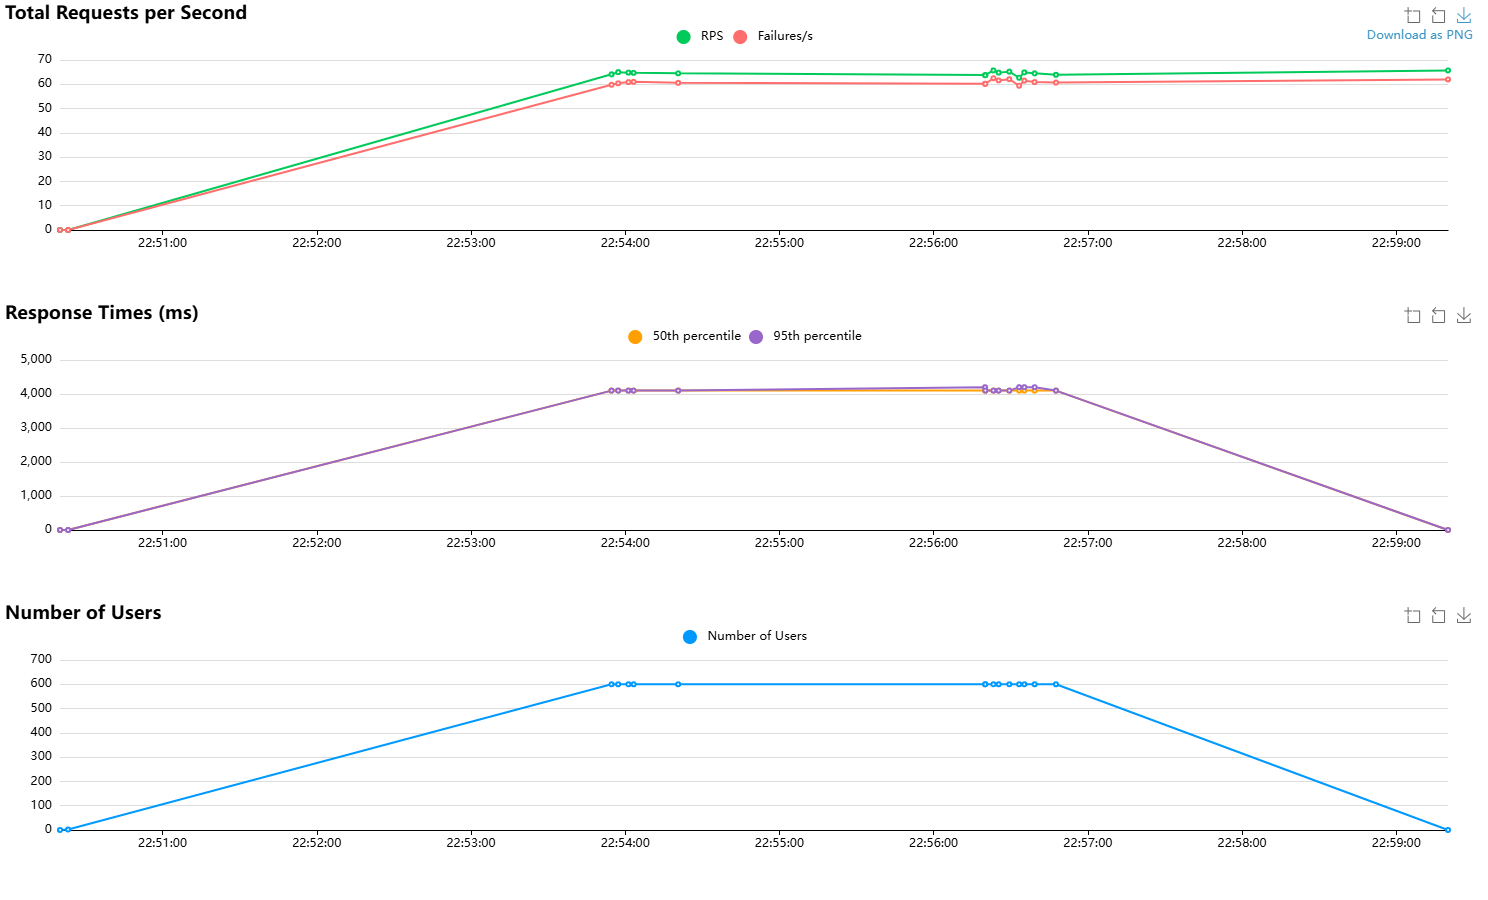 Total Requests per Second
RPS Failures/s
Download as PNG
70
60
50
40
30
20
10
0
22:51:00 22:52:00 22:53:00 22:54:00 22:55:00 22:56:00 22:57:00 22:58:00 22:59:00
Response Times (ms)
50th percentile 95th percentile
5,000
4,000
3,000
2,000
1,000
0
22:51:00 22:52:00 22:53:00 22:54:00 22:55:00 22:56:00 22:57:00 22:58:00 22:59:00
Number of Users
Number of Users
700
600
500
400
300
200
100
0
22:51:00 22:52:00 22:53:00 22:54:00 22:55:00 22:56:00 22:57:00 22:58:00 22:59:00